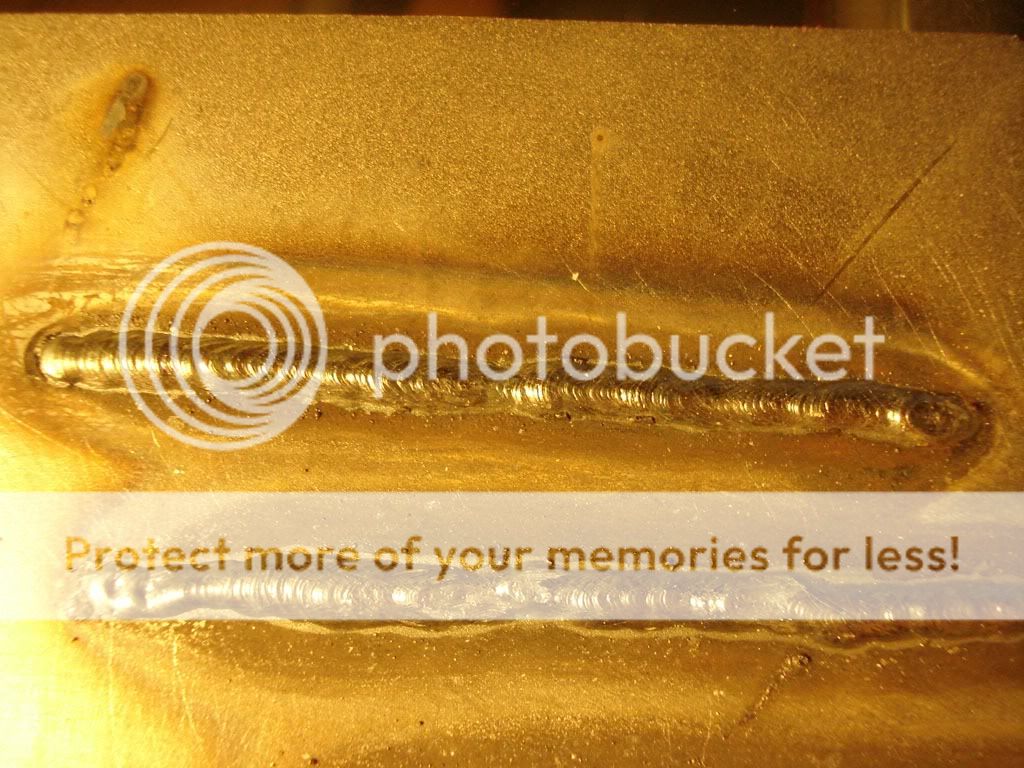 photobucket
Protect more of your memories for less!